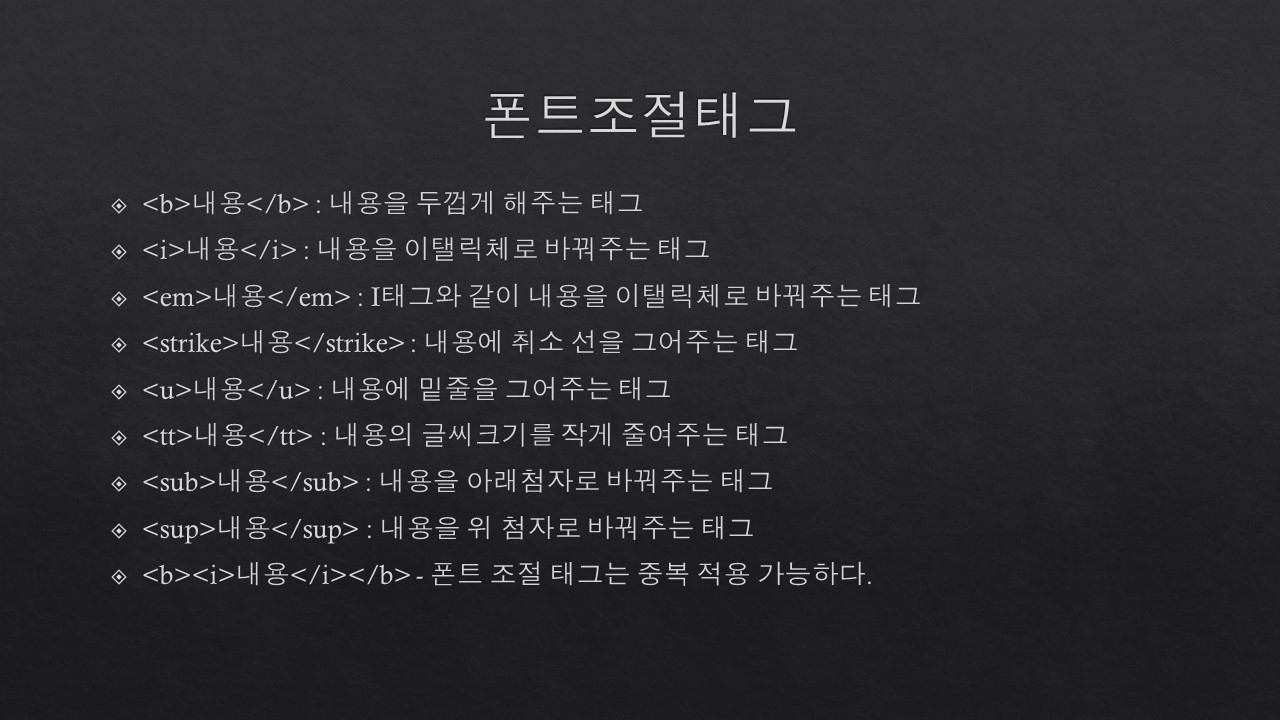 폰트조절태그
<b>내용</b> : 내용을 두껍게 해주는 태그
<i>내용</i> : 내용을 이탤릭체로 바꿔주는 태그
<em>내용</em> : I태그와 같이 내용을 이탤릭체로 바꿔주는 태그
<strike>내용</strike> : 내용에 취소 선을 그어주는 태그
<u>내용</u> : 내용에 밑줄을 그어주는 태그
<tt>내용</tt> : 내용의 글씨크기를 작게 줄여주는 태그
<sub>내용</sub> : 내용을 아래첨자로 바꿔주는 태그
<sup>내용</sup> : 내용을 위 첨자로 바꿔주는 태그
<b><i>내용</i></b> - 폰트 조절 태그는 중복 적용 가능하다.